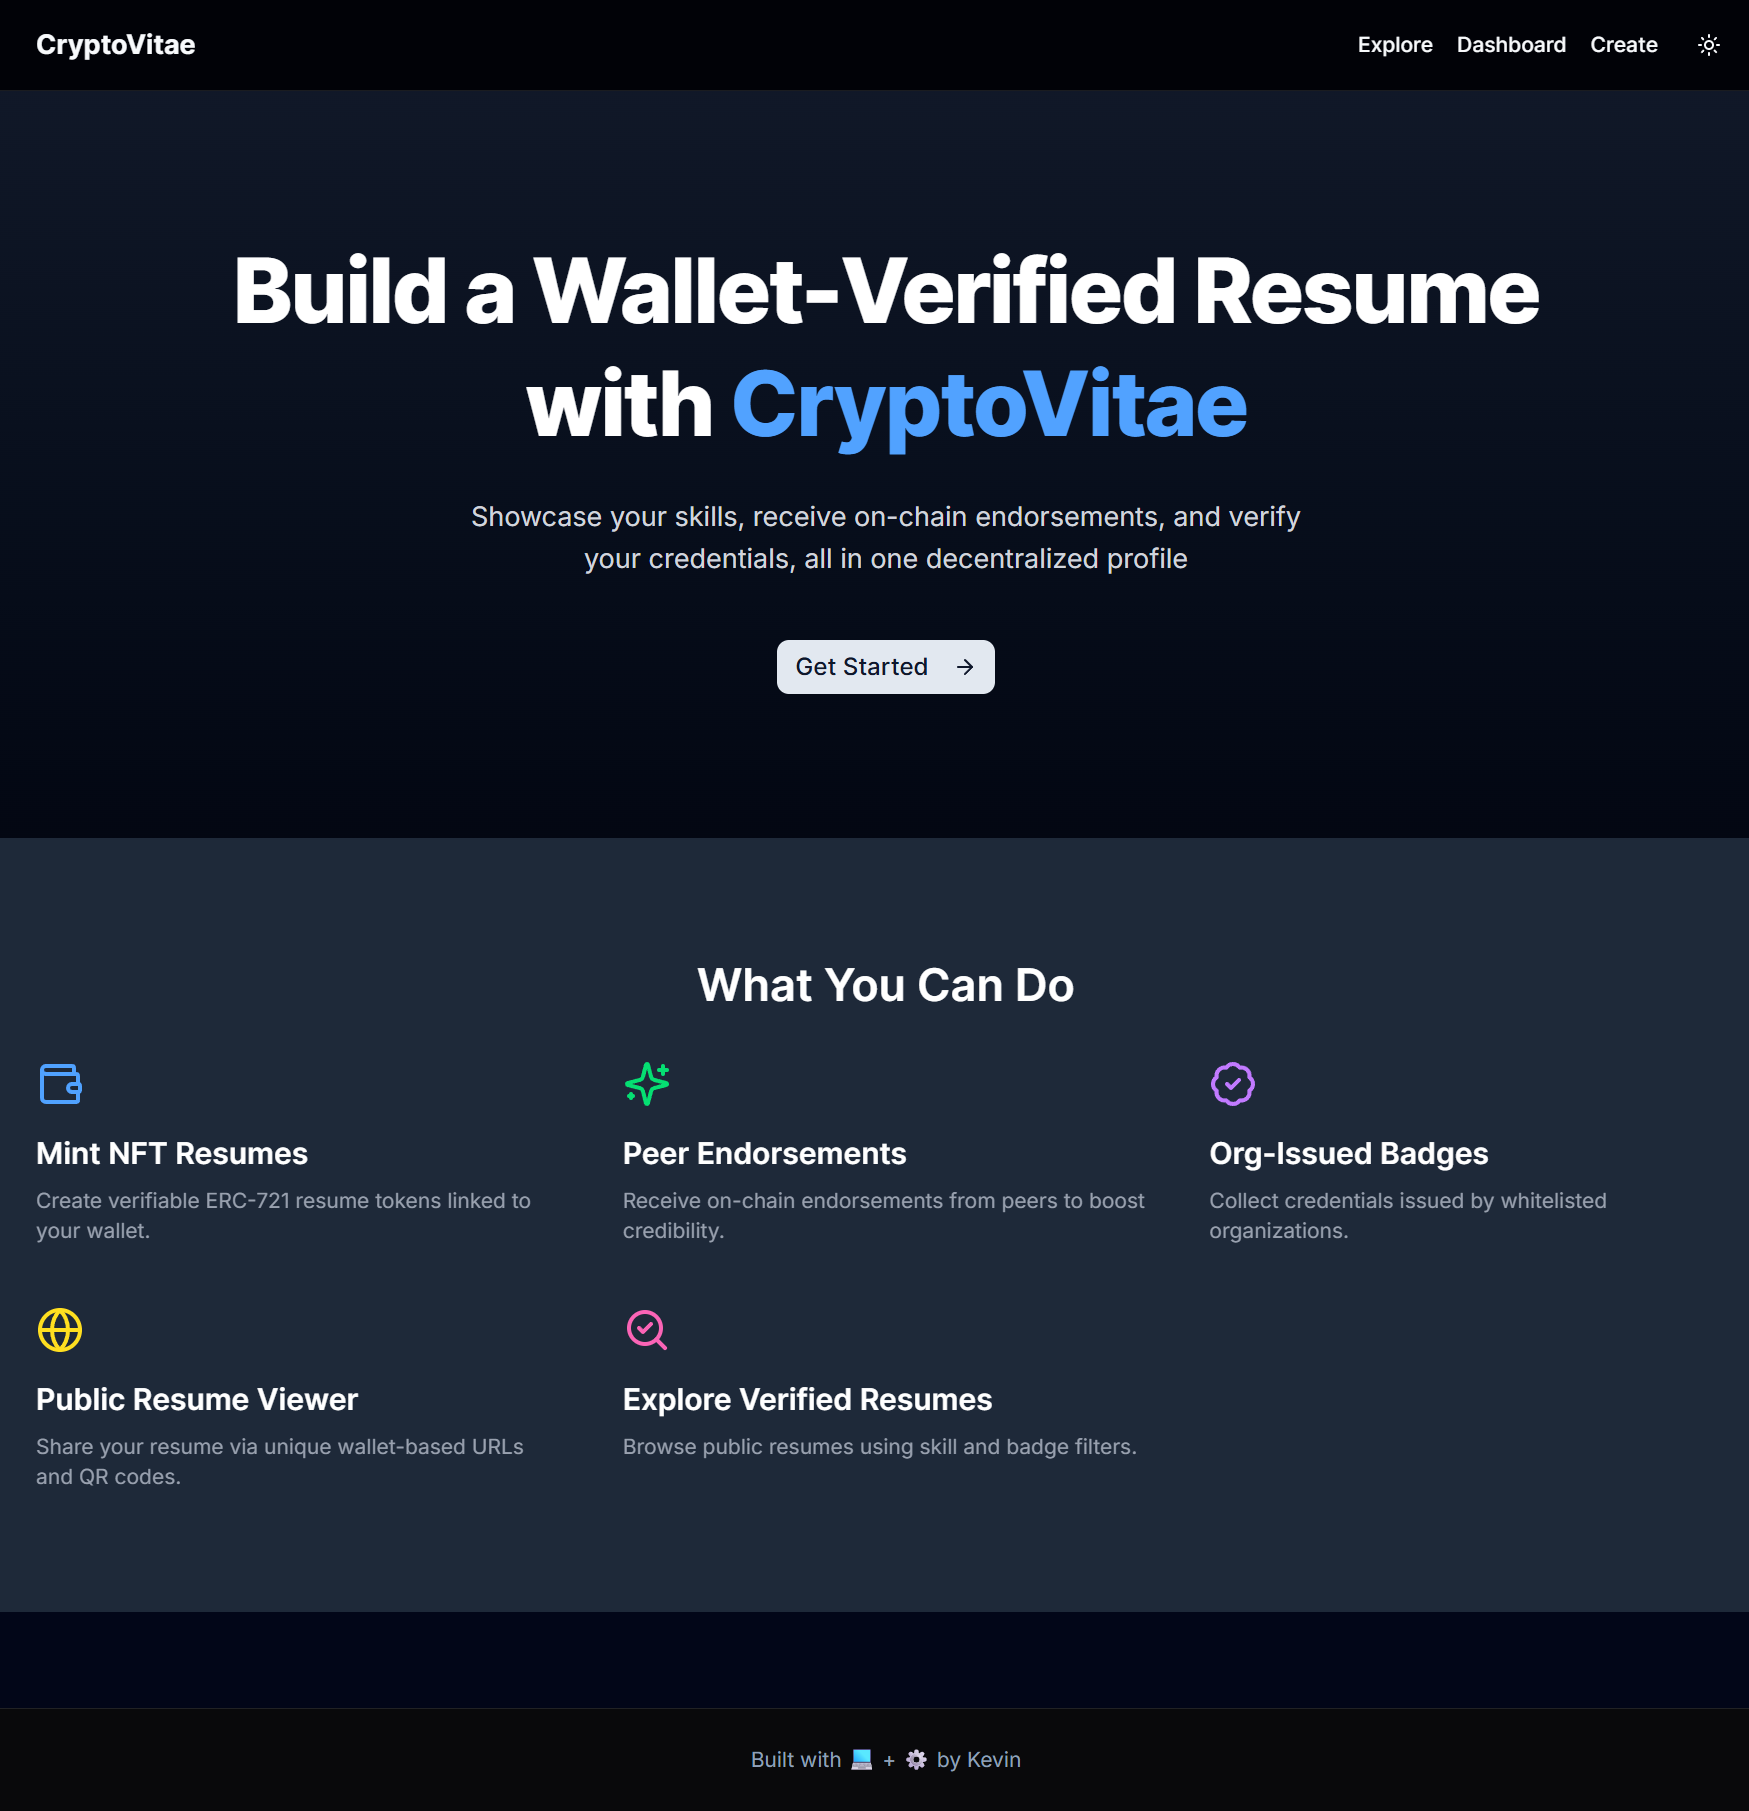 CryptoVitae
Explore Dashboard Create
Build a Wallet-Verified Resume
with CryptoVitae
Showcase your skills, receive on-chain endorsements, and verify
your credentials, all in one decentralized profile
Get Started →
What You Can Do
Mint NFT Resumes
Create verifiable ERC-721 resume tokens linked to
your wallet.
Peer Endorsements
Receive on-chain endorsements from peers to boost
credibility.
Org-Issued Badges
Collect credentials issued by whitelisted
organizations.
Public Resume Viewer
Share your resume via unique wallet-based URLs
and QR codes.
Explore Verified Resumes
Browse public resumes using skill and badge filters.
Built with 💻 + ⚙️ by Kevin